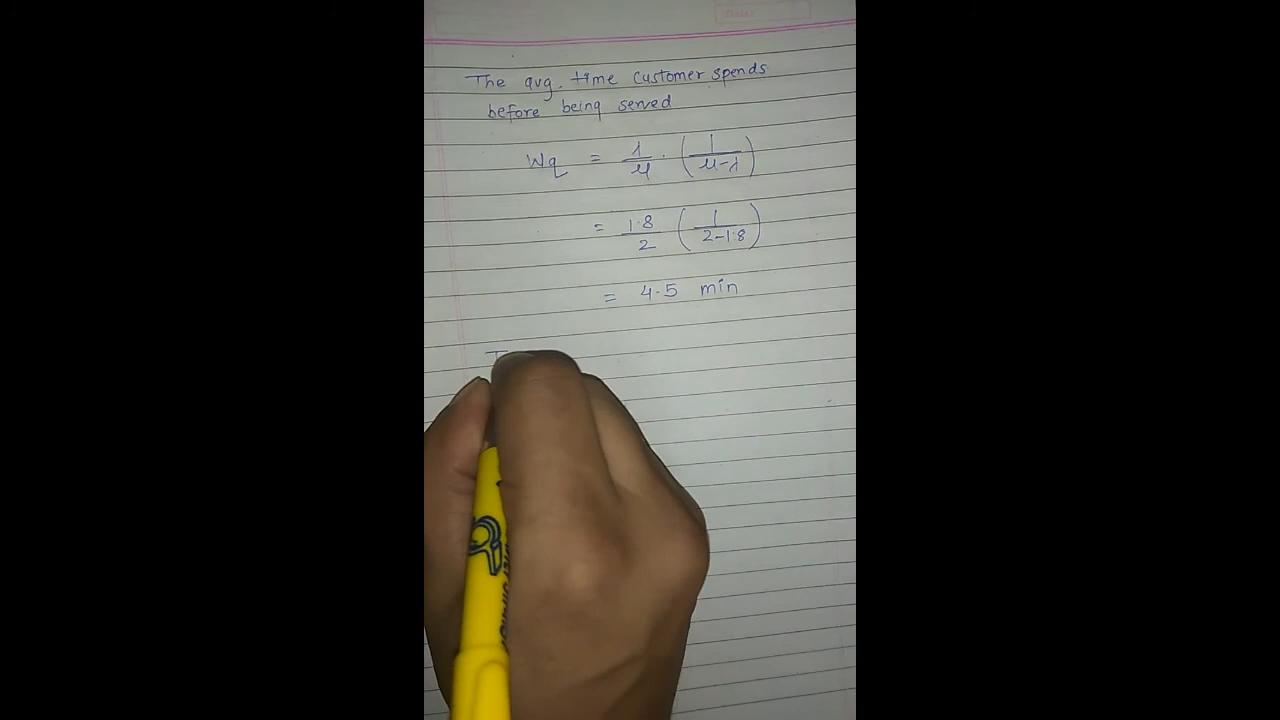 The avg. time customer spends
before being served
Wq = λ/μ · (1/(μ-λ))
= 1.8/2 (1/(2-1.8))
= 4.5 min
T